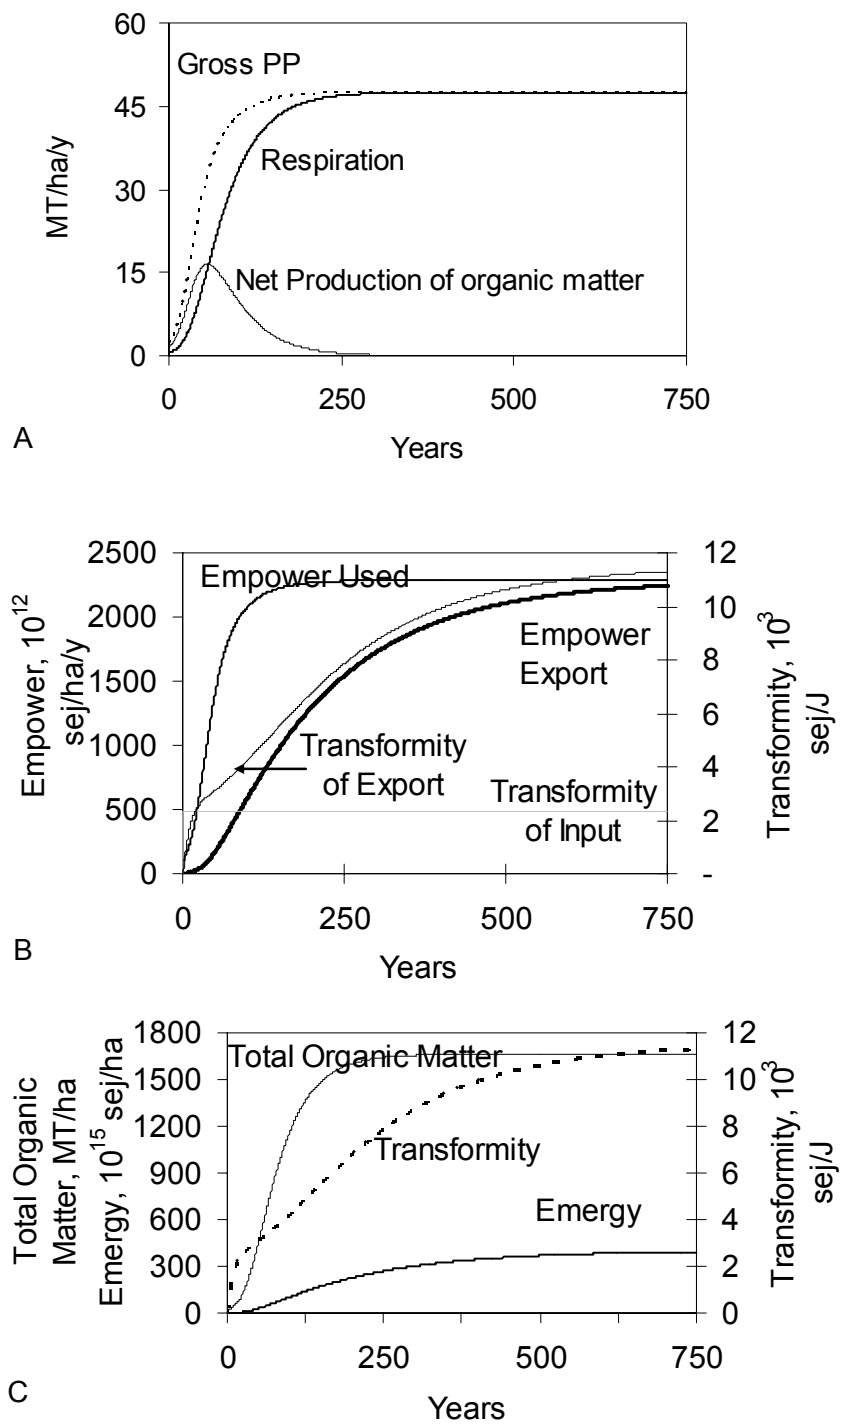 60
Gross PP
45
Respiration
MT/ha/y
30
15
Net Production of organic matter
0
0 250 500 750
A
Years
2500 12
Empower Used
2000 10
Empower
Export
1500 8
Empower, 10^12
sej/ha/y
Transformity, 10^3
sej/J
6
1000
Transformity
of Export
4
Transformity
of Input
500 2
0 -
0 250 500 750
B
Years
1800 12
Total Organic Matter
1500 10
1200 8
Transformity
Total Organic
Matter, MT/ha
Emergy, 10^15 sej/ha
Transformity, 10^3
sej/J
900 6
Emergy
600 4
300 2
0 0
0 250 500 750
C
Years